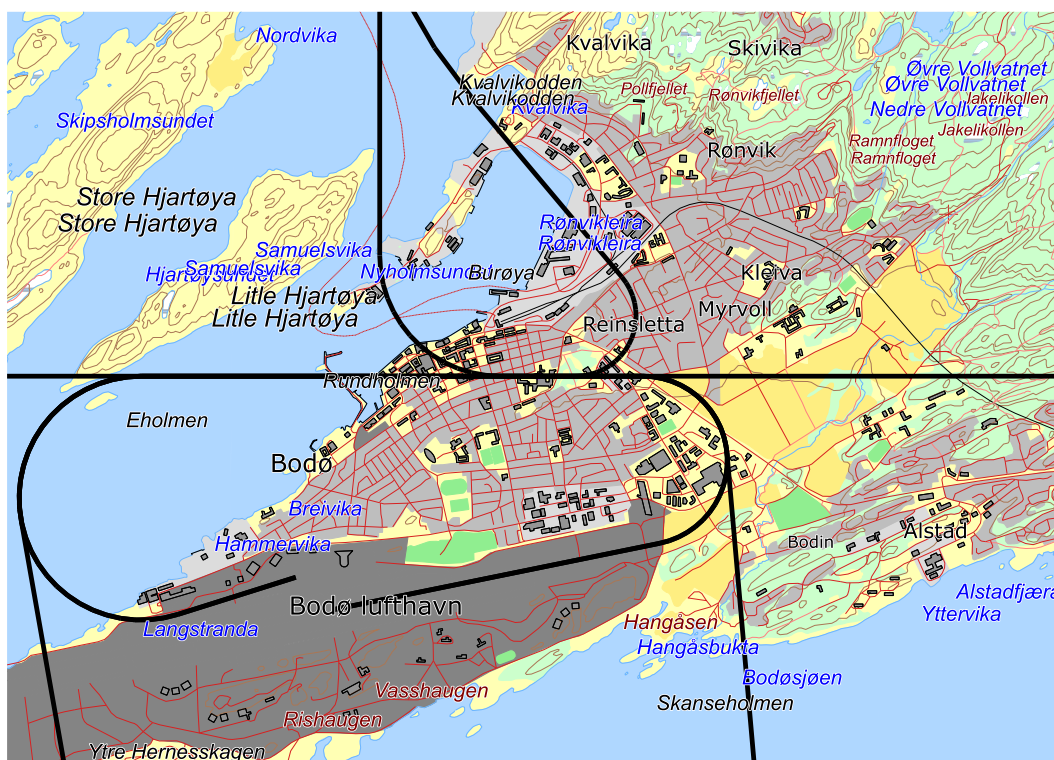 Nordvika
Kvalvika
Skivika
Øvre Vollvatnet
Øvre Vollvatnet
Kvalvikodden
Kvalvikodden
Kvalvika
Pollfjellet
Rønvikfjellet
Jakelikollen
Nedre Vollvatnet
Skipsholmsundet
Jakelikollen
Ramnfloget
Ramnfloget
Rønvik
Store Hjartøya
Store Hjartøya
Rønvikleira
Rønvikleira
Samuelsvika
Samuelsvika
Hjartøysundet
Nyholmsundet
Burøya
Kleiva
Litle Hjartøya
Litle Hjartøya
Myrvoll
Reinsletta
Rundholmen
Eholmen
Bodø
Breivika
Hammervika
Alstad
Bodin
Bodø lufthavn
Langstranda
Hangåsen
Alstadfjæra
Yttervika
Hangåsbukta
Bodøsjøen
Vasshaugen
Skanseholmen
Rishaugen
Ytre Hernesskagen